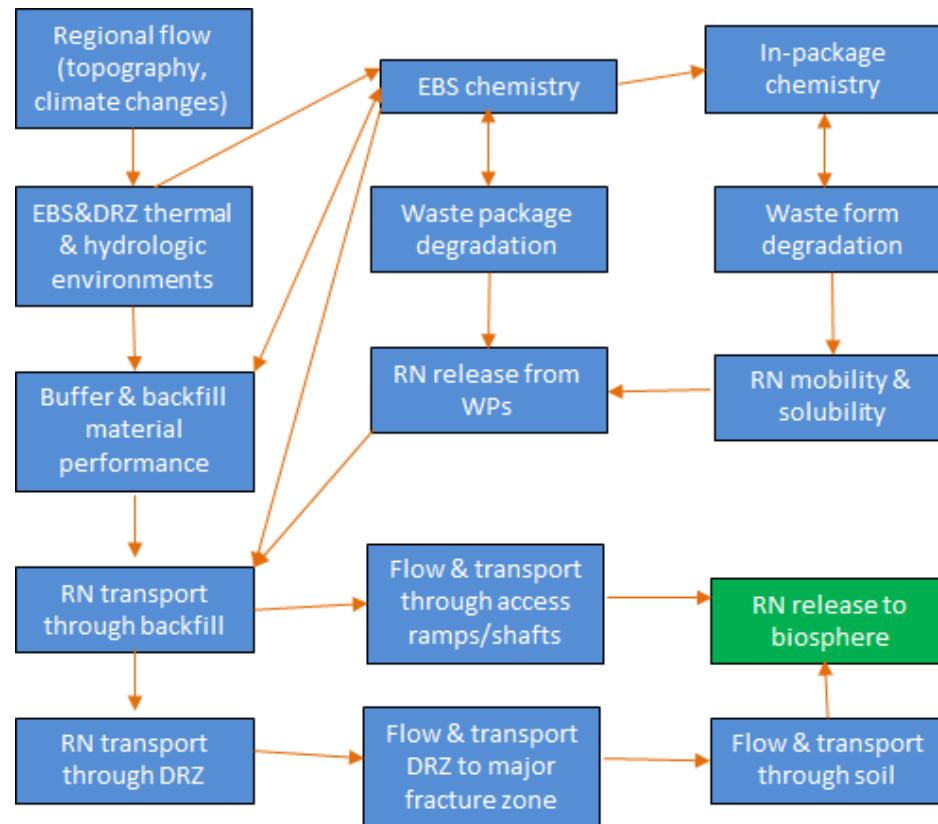 Regional flow
(topography,
climate changes)
EBS chemistry
In-package
chemistry
EBS&DRZ thermal
& hydrologic
environments
Waste package
degradation
Waste form
degradation
Buffer & backfill
material
performance
RN release from
WPs
RN mobility &
solubility
RN transport
through backfill
Flow & transport
through access
ramps/shafts
RN release to
biosphere
RN transport
through DRZ
Flow & transport
DRZ to major
fracture zone
Flow & transport
through soil